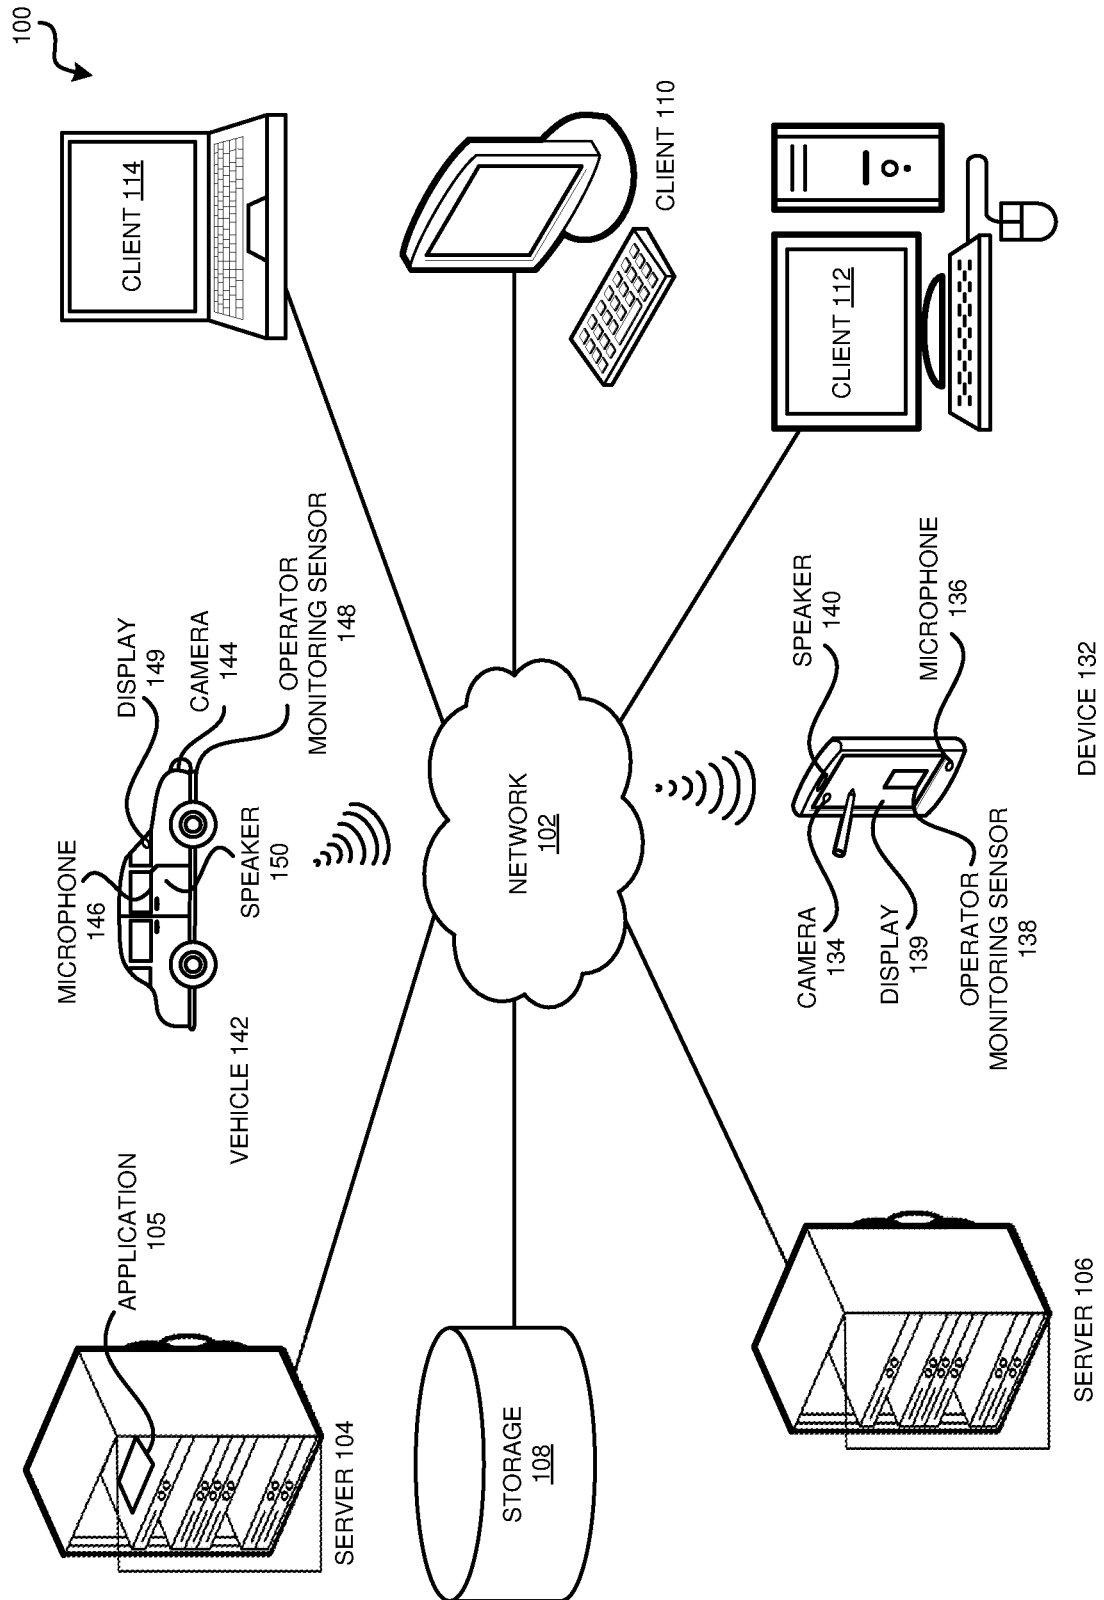 100
APPLICATION
105
SERVER 104
VEHICLE 142
MICROPHONE
146
SPEAKER
150
DISPLAY
149
CAMERA
144
OPERATOR
MONITORING SENSOR
148
CLIENT 114
STORAGE
108
NETWORK
102
CLIENT 110
SERVER 106
CAMERA
134
DISPLAY
139
OPERATOR
MONITORING SENSOR
138
SPEAKER
140
MICROPHONE
136
DEVICE 132
CLIENT 112